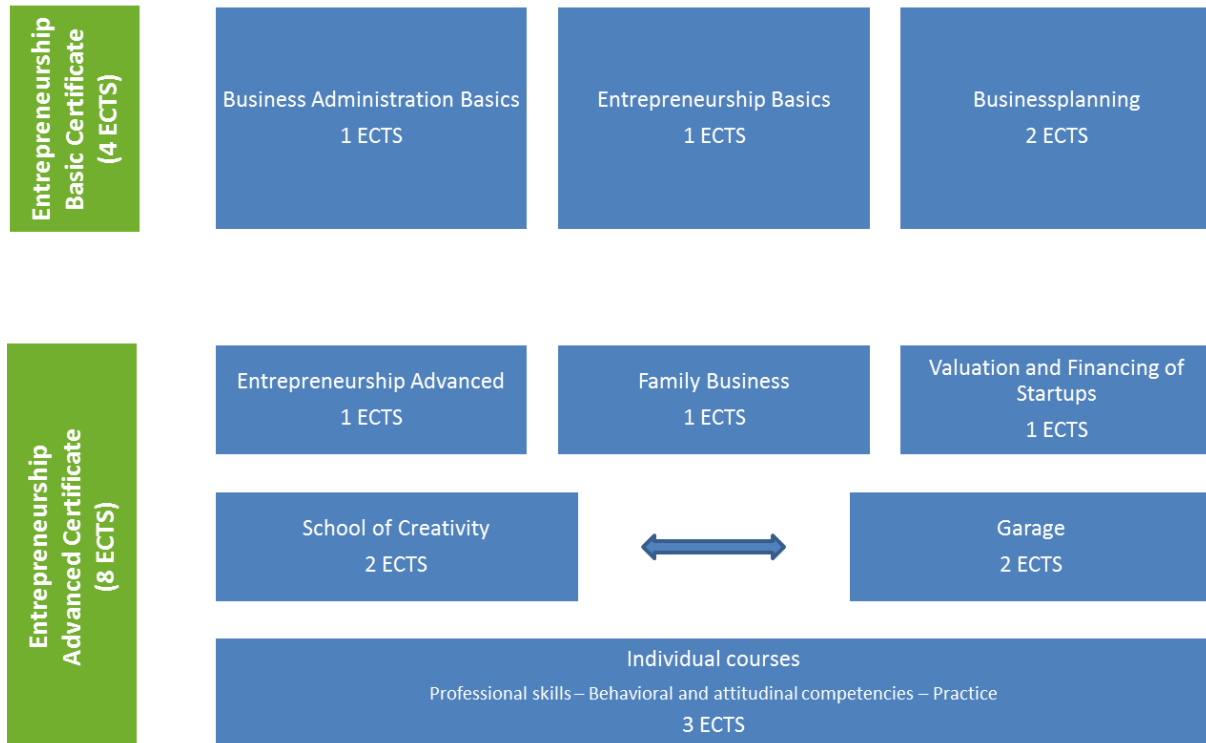 Entrepreneurship
Basic Certificate
(4 ECTS)
Business Administration Basics
1 ECTS
Entrepreneurship Basics
1 ECTS
Businessplanning
2 ECTS
Entrepreneurship
Advanced Certificate
(8 ECTS)
Entrepreneurship Advanced
1 ECTS
Family Business
1 ECTS
Valuation and Financing of
Startups
1 ECTS
School of Creativity
2 ECTS
Garage
2 ECTS
Individual courses
Professional skills – Behavioral and attitudinal competencies – Practice
3 ECTS